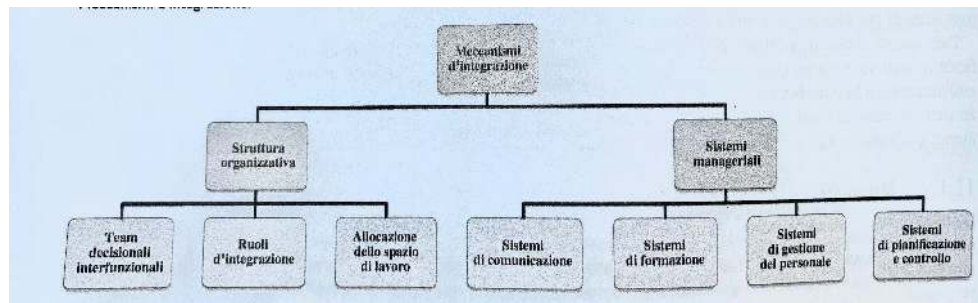 Meccanismi
d'integrazione
Struttura
organizzativa
Sistemi
manageriali
Team
decisionali
interfunzionali
Ruoli
d'integrazione
Allocazione
dello spazio
di lavoro
Sistemi
di comunicazione
Sistemi
di formazione
Sistemi
di gestione
del personale
Sistemi
di pianificazione
e controllo